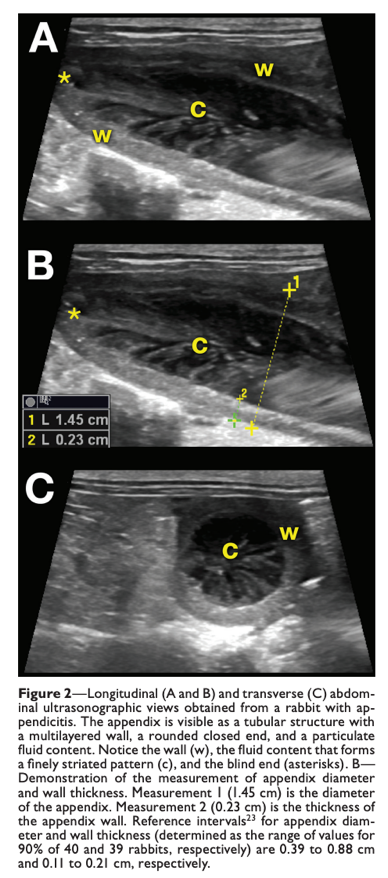 A
w
*
c
w
B
1
*
c
2
1 L 1.45 cm
2 L 0.23 cm
C
w
c
Figure 2—Longitudinal (A and B) and transverse (C) abdom-
inal ultrasonographic views obtained from a rabbit with ap-
pendicitis. The appendix is visible as a tubular structure with
a multilayered wall, a rounded closed end, and a particulate
fluid content. Notice the wall (w), the fluid content that forms
a finely striated pattern (c), and the blind end (asterisks). B—
Demonstration of the measurement of appendix diameter
and wall thickness. Measurement 1 (1.45 cm) is the diameter
of the appendix. Measurement 2 (0.23 cm) is the thickness of
the appendix wall. Reference intervals23 for appendix diam-
eter and wall thickness (determined as the range of values for
90% of 40 and 39 rabbits, respectively) are 0.39 to 0.88 cm
and 0.11 to 0.21 cm, respectively.